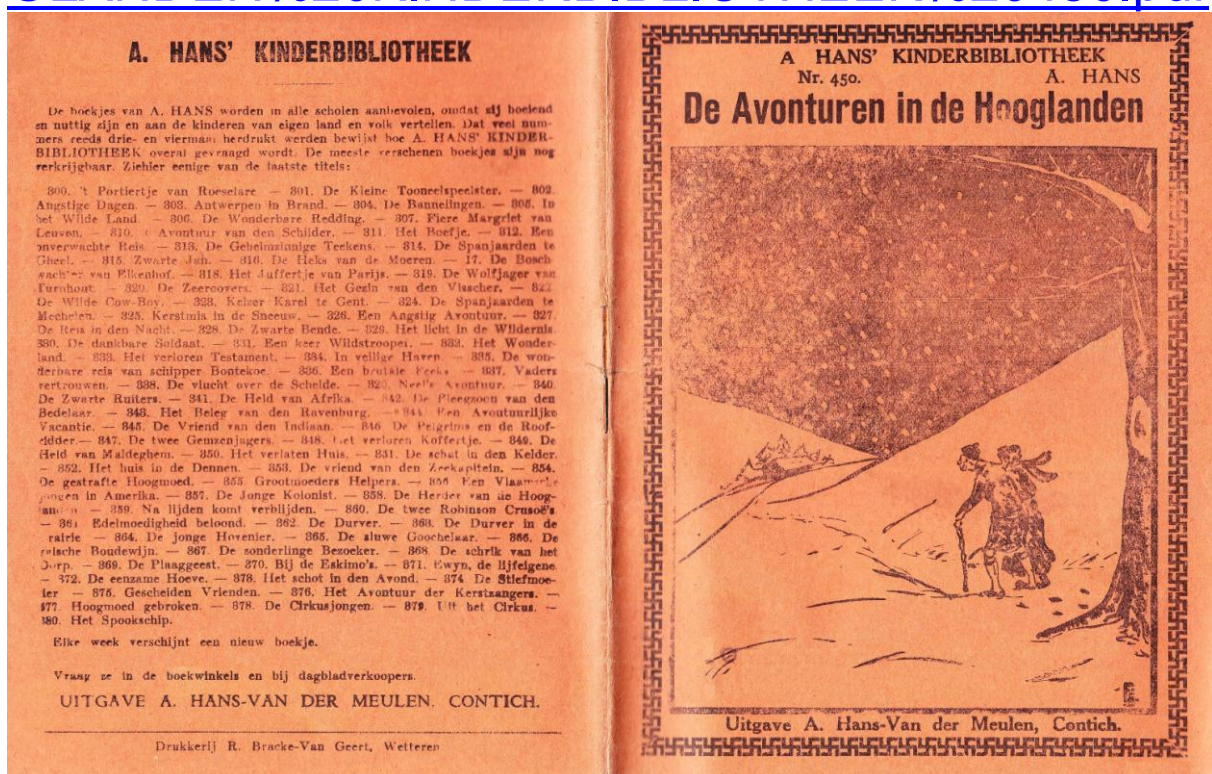 A. HANS' KINDERBIBLIOTHEEK
De boekjes van A. HANS worden in alle scholen aanbevolen, omdat zij boeiend
en nuttig zijn en aan de kinderen van eigen land en volk vertellen. Dat veel num-
mers reeds drie- en viermaal herdrukt werden bewijst hoe A. HANS' KINDER-
BIBLIOTHEEK overal gevraagd wordt. De meeste verschenen boekjes zijn nog
verkrijgbaar. Ziehier eenige van de laatste titels:
300. 't Portiertje van Roeselare. — 301. De Kleine Tooneelspeelster. — 302.
Angstige Dagen. — 303. Antwerpen in Brand. — 304. De Bannelingen. — 305. In
het Wilde Land. — 306. De Wonderbare Redding. — 307. Fiere Margriet van
Leuven. — 310. Avontuur van den Schilder. — 311. Het Boefje. — 312. Een
onverwachte Reis. — 313. De Geheimzinnige Teekens. — 314. De Spanjaarden te
Gheel. — 315. Zwarte Jan. — 316. De Heks van de Moeren. — 17. De Bosch-
wachter van Elkenhof. — 318. Het Juffertje van Parijs. — 319. De Wolfjager van
Turnhout. — 320. De Zeeroovers. — 321. Het Gezin van den Visscher. — 322
De Wilde Cow-Boy. — 323. Keizer Karel te Gent. — 324. De Spanjaarden te
Mechelen. — 325. Kerstmis in de Sneeuw. — 326. Een Angstig Avontuur. — 327.
De Reis in den Nacht. — 328. De Zwarte Bende. — 329. Het licht in de Wildernis.
330. De dankbare Soldaat. — 331. Een keer Wildstrooper. — 332. Het Wonder-
land. — 333. Het verloren Testament. — 334. In veilige Haven. — 335. De won-
derbare reis van schipper Bontekoe. — 336. Een brutale — 337. Vaders
vertrouwen. — 338. De vlucht over de Schelde. — Neel's Avontuur. — 340.
De Zwarte Ruiters. — 341. De Held van Afrika. — 342. De Pleegzoon van den
Bedelaar. — 343. Het Beleg van den Ravenburg. — 344. Een Avontuurlijke
Vacantie. — 345. De Vriend van den Indiaan. — 346 De Pelgrims en de Roof-
ridder.— 347. De twee Gemzenjagers. — 348. Het verloren Koffertje. — 349. De
Held van Maldeghem. — 350. Het verlaten Huis. — 351. De schat in den Kelder.
— 352. Het huis in de Dennen. — 353. De vriend van den Zeekapitein. — 354.
De gestrafte Hoogmoed. — 355 Grootmoeders Helpers. — 356 Een Vlaamsche
jongen in Amerika. — 357. De Jonge Kolonist. — 358. De Herder van de Hoog-
landen — 359. Na lijden komt verblijden. — 360. De twee Robinson Crusoë's.
— 361 Edelmoedigheid beloond. — 362. De Durver. — 363. De Durver in de
rairie — 364. De jonge Hovenier. — 365. De sluwe Goochelaar. — 366. De
valsche Boudewijn. — 367. De zonderlinge Bezoeker. — 368. De schrik van het
Dorp. — 369. De Plaaggeest. — 370. Bij de Eskimo's. — 371. Ewyn, de lijfeigene.
— 372. De eenzame Hoeve. — 373. Het schot in den Avond. — 374. De Stiefmoe-
der — 375. Gescheiden Vrienden. — 376. Het Avontuur der Kerstzangers. —
377. Hoogmoed gebroken. — 378. De Cirkusjongen. — 379. Uit het Cirkus. —
380. Het Spookschip.
Elke week verschijnt een nieuw boekje.
Vraag ze in de boekwinkels en bij dagbladverkoopers.
UITGAVE A. HANS-VAN DER MEULEN, CONTICH.
Drukkerij R. Bracke-Van Geert, Wetteren
A HANS' KINDERBIBLIOTHEEK
Nr. 450. A. HANS
De Avonturen in de Hooglanden
Uitgave A. Hans-Van der Meulen, Contich.